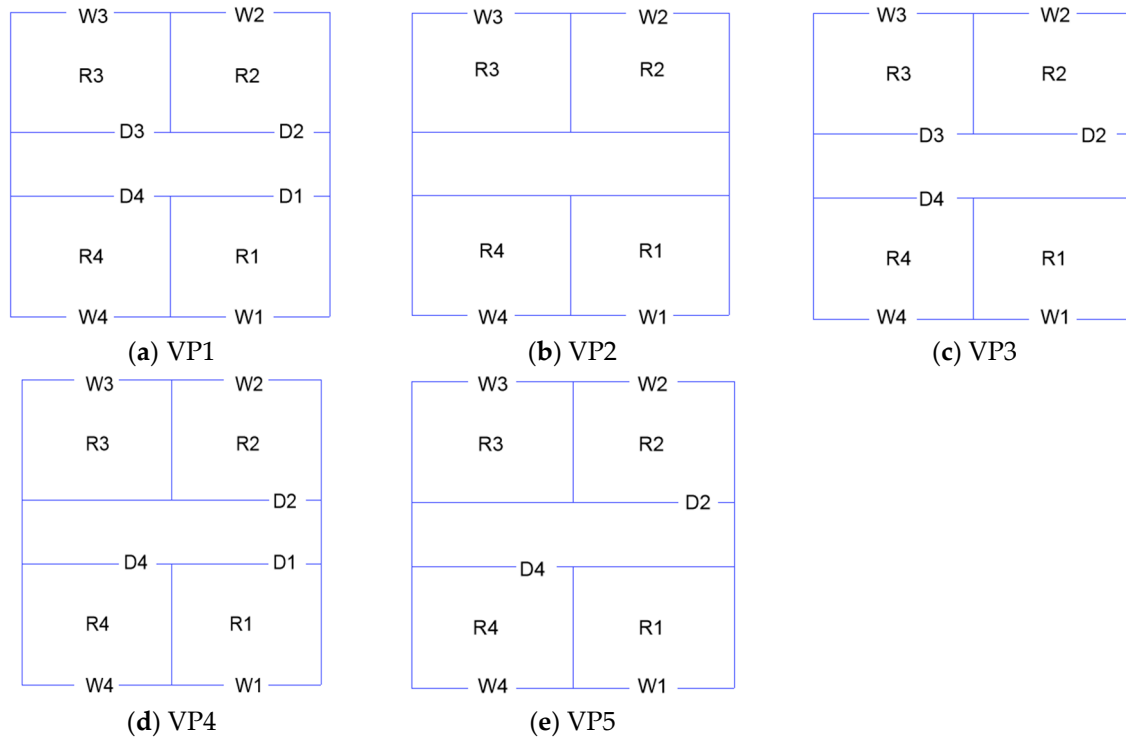 W3 W2 W3 W2 W3 W2
R3 R2 R3 R2 R3 R2
D3 D2 D3 D2
D4 D1 D4
R4 R1 R4 R1 R4 R1
W4 W1 W4 W1 W4 W1
(a) VP1 (b) VP2 (c) VP3
W3 W2 W3 W2
R3 R2 R3 R2
D2 D2
D4 D1 D4
R4 R1 R4 R1
W4 W1 W4 W1
(d) VP4 (e) VP5